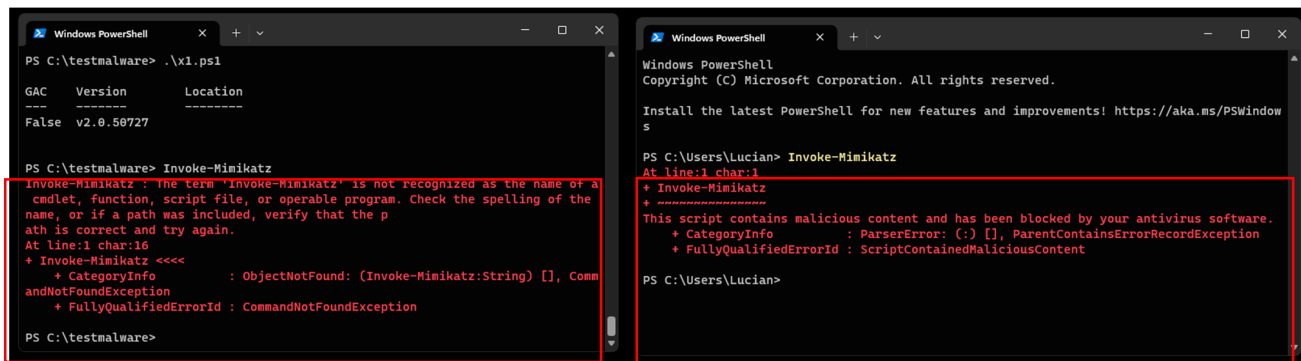 Windows PowerShell
PS C:\testmalware> .\x1.ps1
GAC Version Location
--- ------- --------
False v2.0.50727
PS C:\testmalware> Invoke-Mimikatz
Invoke-Mimikatz : The term 'Invoke-Mimikatz' is not recognized as the name of a
cmdlet, function, script file, or operable program. Check the spelling of the
name, or if a path was included, verify that the p
ath is correct and try again.
At line:1 char:16
+ Invoke-Mimikatz <<<<
+ CategoryInfo : ObjectNotFound: (Invoke-Mimikatz:String) [], Comm
andNotFoundException
+ FullyQualifiedErrorId : CommandNotFoundException
PS C:\testmalware>
Windows PowerShell
Windows PowerShell
Copyright (C) Microsoft Corporation. All rights reserved.
Install the latest PowerShell for new features and improvements! https://aka.ms/PSWindow
s
PS C:\Users\Lucian> Invoke-Mimikatz
At line:1 char:1
+ Invoke-Mimikatz
+ ~~~~~~~~~~~~~~~
This script contains malicious content and has been blocked by your antivirus software.
+ CategoryInfo : ParserError: (:) [], ParentContainsErrorRecordException
+ FullyQualifiedErrorId : ScriptContainedMaliciousContent
PS C:\Users\Lucian>